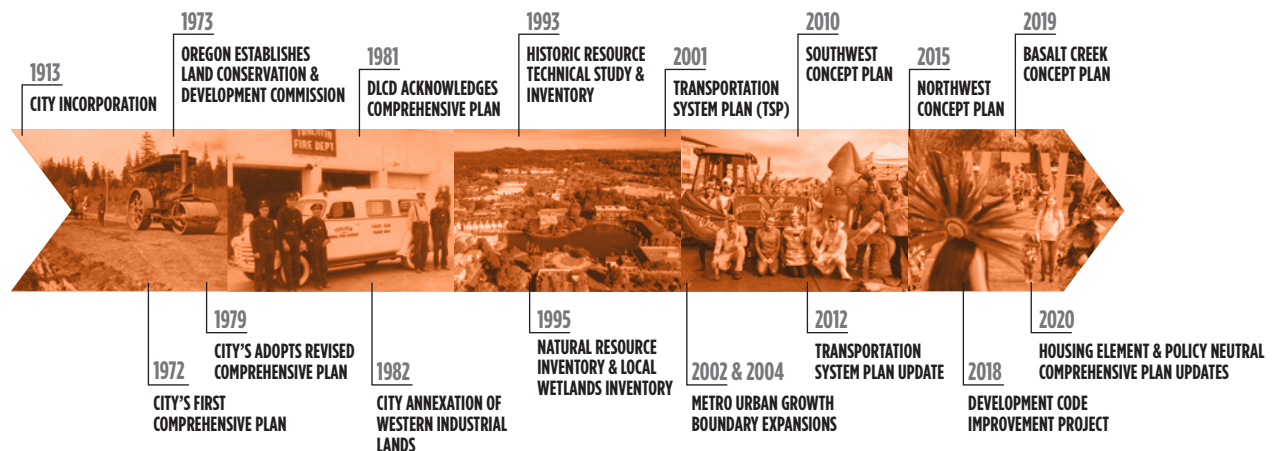 1913
CITY INCORPORATION
1973
OREGON ESTABLISHES
LAND CONSERVATION &
DEVELOPMENT COMMISSION
1981
DLCD ACKNOWLEDGES
COMPREHENSIVE PLAN
1993
HISTORIC RESOURCE
TECHNICAL STUDY &
INVENTORY
2001
TRANSPORTATION
SYSTEM PLAN (TSP)
2010
SOUTHWEST
CONCEPT PLAN
2015
NORTHWEST
CONCEPT PLAN
2019
BASALT CREEK
CONCEPT PLAN
TUALATIN
FIRE DEPT
1972
CITY'S FIRST
COMPREHENSIVE PLAN
1979
CITY'S ADOPTS REVISED
COMPREHENSIVE PLAN
1982
CITY ANNEXATION OF
WESTERN INDUSTRIAL
LANDS
1995
NATURAL RESOURCE
INVENTORY & LOCAL
WETLANDS INVENTORY
2002 & 2004
METRO URBAN GROWTH
BOUNDARY EXPANSIONS
2012
TRANSPORTATION
SYSTEM PLAN UPDATE
2018
DEVELOPMENT CODE
IMPROVEMENT PROJECT
2020
HOUSING ELEMENT & POLICY NEUTRAL
COMPREHENSIVE PLAN UPDATES